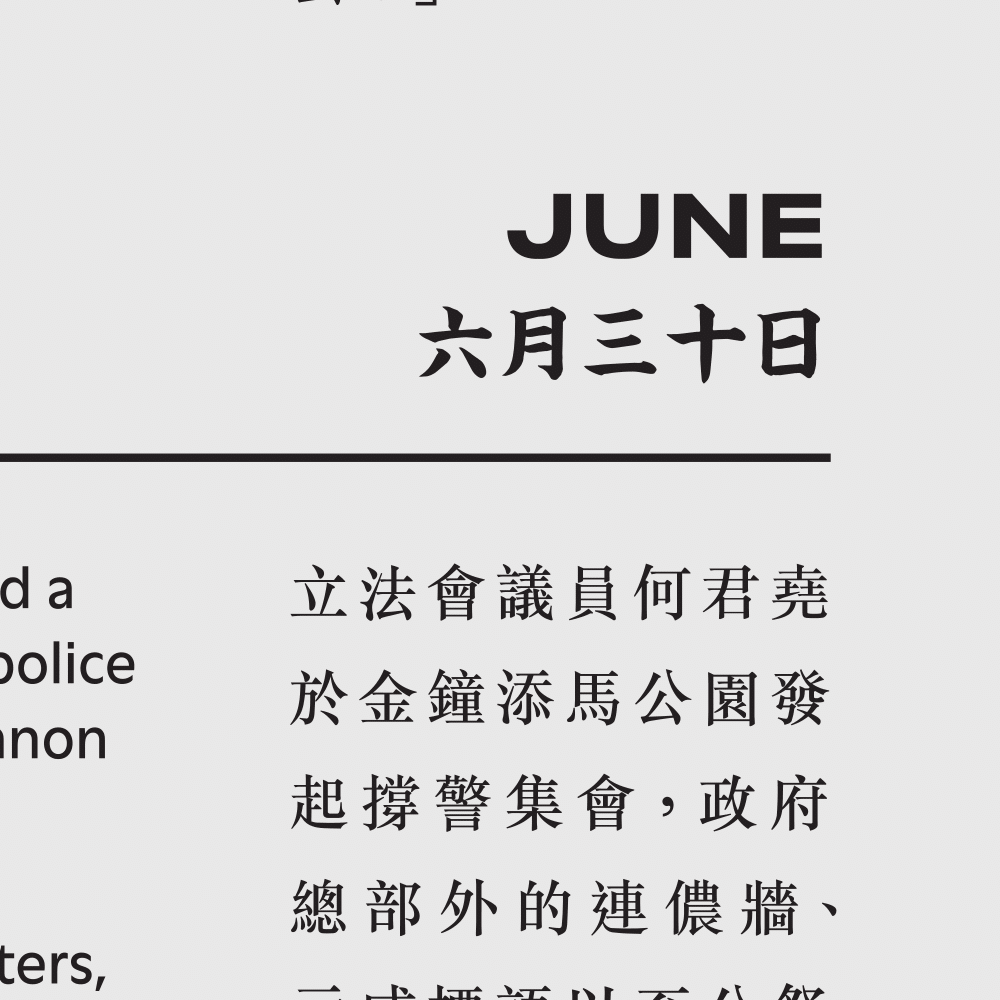 JUNE
六月三十日
d a
police
nnon
ters,
立法會議員何君堯
於金鐘添馬公園發
起撐警集會，政府
總部外的連儂牆、